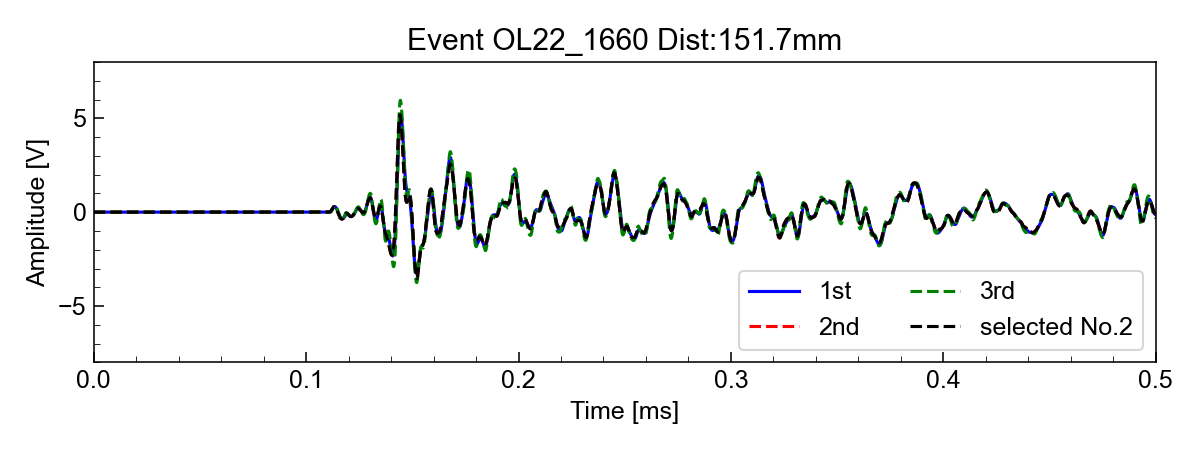 Event OL22_1660 Dist:151.7mm
Amplitude [V]
5
0
−5
1st
2nd
3rd
selected No.2
0.0 0.1 0.2 0.3 0.4 0.5
Time [ms]